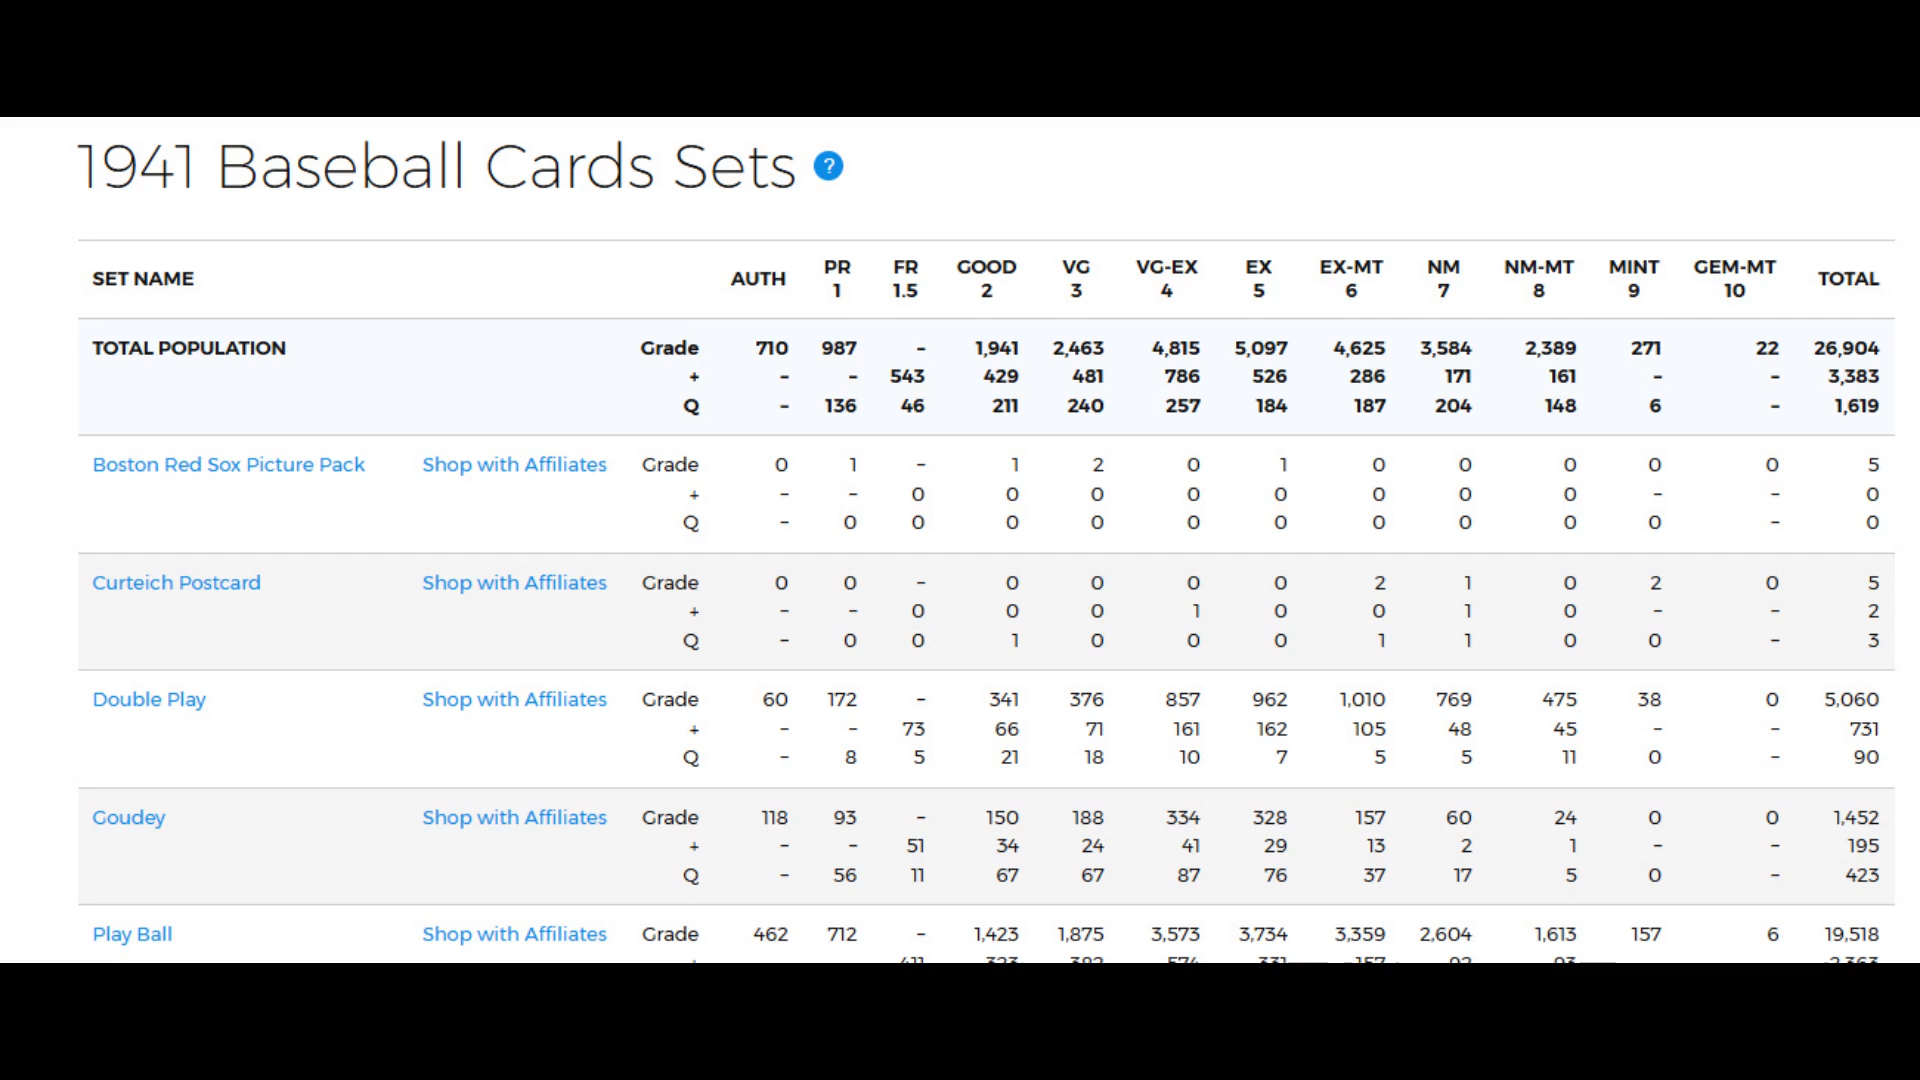 1941 Baseball Cards Sets ?
SET NAME AUTH PR 1 FR 1.5 GOOD 2 VG 3 VG-EX 4 EX 5 EX-MT 6 NM 7 NM-MT 8 MINT 9 GEM-MT 10 TOTAL
TOTAL POPULATION Grade 710 987 – 1,941 2,463 4,815 5,097 4,625 3,584 2,389 271 22 26,904
+ – – 543 429 481 786 526 286 171 161 – – 3,383
Q – 136 46 211 240 257 184 187 204 148 6 – 1,619
Boston Red Sox Picture Pack Shop with Affiliates Grade 0 1 – 1 2 0 1 0 0 0 0 0 5
+ – – 0 0 0 0 0 0 0 0 – – 0
Q – 0 0 0 0 0 0 0 0 0 0 – 0
Curteich Postcard Shop with Affiliates Grade 0 0 – 0 0 0 0 2 1 0 2 0 5
+ – – 0 0 0 1 0 0 1 0 – – 2
Q – 0 0 1 0 0 0 1 1 0 0 – 3
Double Play Shop with Affiliates Grade 60 172 – 341 376 857 962 1,010 769 475 38 0 5,060
+ – – 73 66 71 161 162 105 48 45 – – 731
Q – 8 5 21 18 10 7 5 5 11 0 – 90
Goudey Shop with Affiliates Grade 118 93 – 150 188 334 328 157 60 24 0 0 1,452
+ – – 51 34 24 41 29 13 2 1 – – 195
Q – 56 11 67 67 87 76 37 17 5 0 – 423
Play Ball Shop with Affiliates Grade 462 712 – 1,423 1,875 3,573 3,734 3,359 2,604 1,613 157 6 19,518